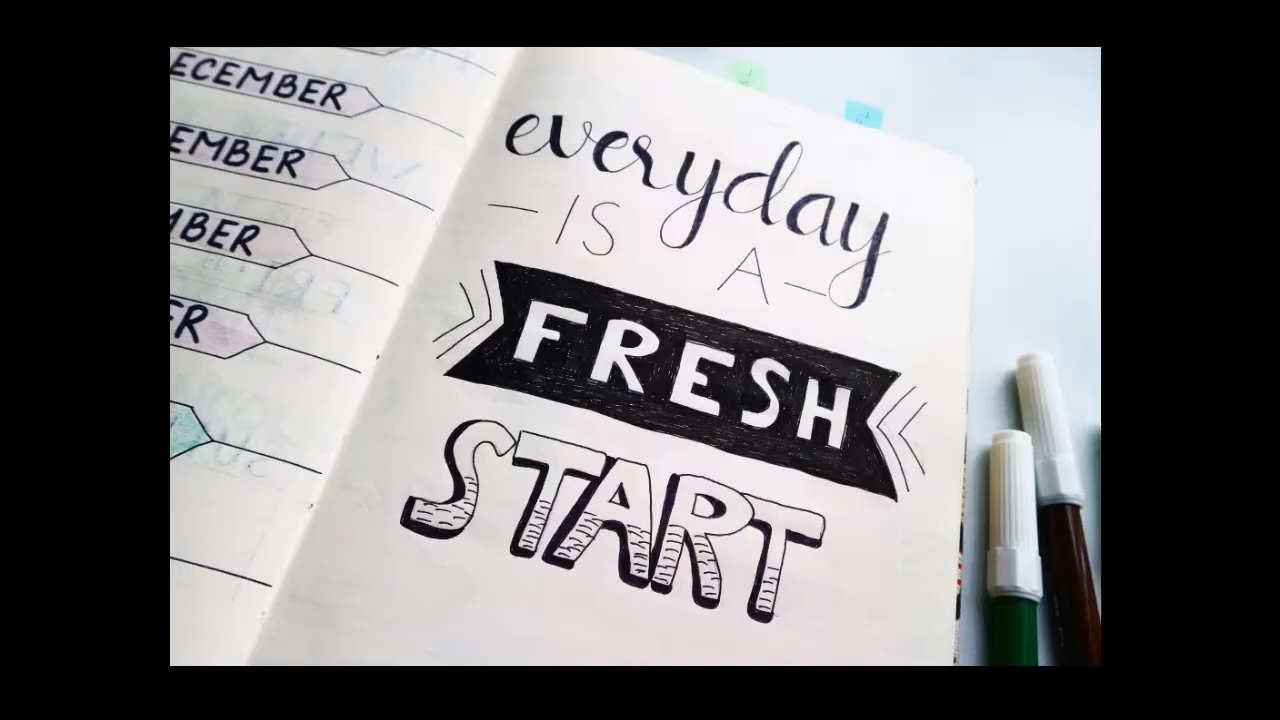 ECEMBER
EMBER
MBER
ER
everyday
— IS A —
FRESH
START